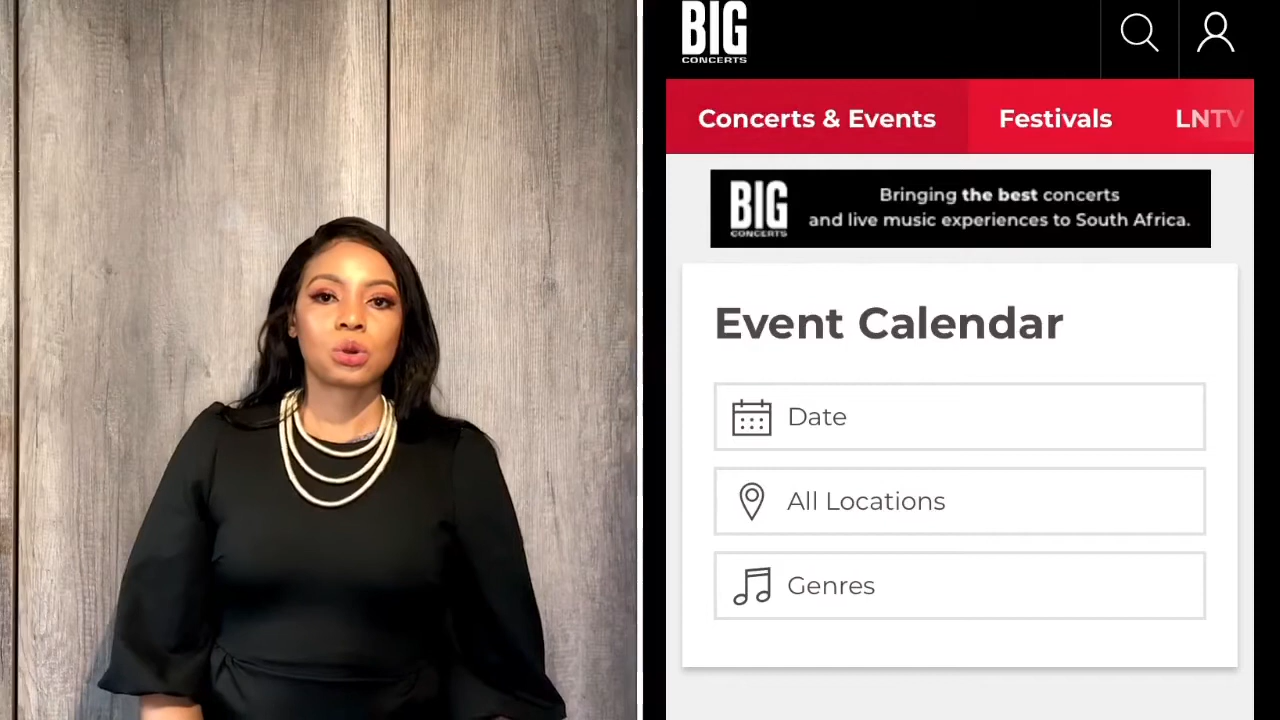 BIG
CONCERTS
Concerts & Events
Festivals
LNTV
BIG
CONCERTS
Bringing the best concerts
and live music experiences to South Africa.
Event Calendar
Date
All Locations
Genres